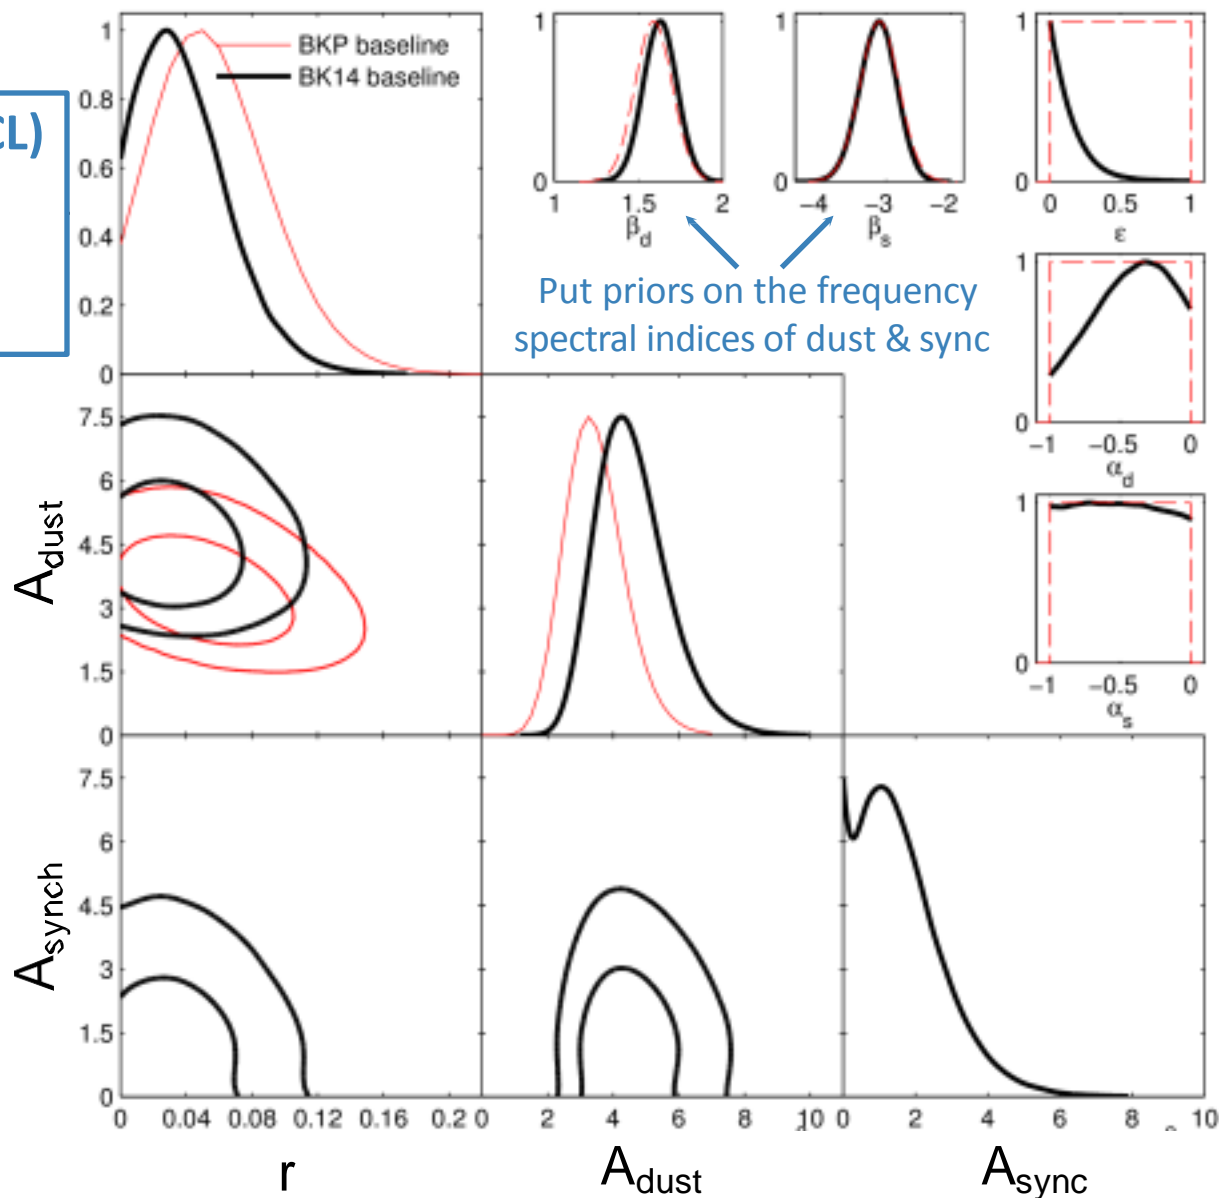 CL)
BKP baseline
BK14 baseline
1
0.8
0.6
0.4
0.2
0
1
0
1
1.5
2
β_d
1
0
−4
−3
−2
β_s
1
0
0
0.5
1
ε
Put priors on the frequency
spectral indices of dust & sync
1
0
−1
−0.5
0
α_d
1
0
−1
−0.5
0
α_s
7.5
6
4.5
3
1.5
0
A_dust
7.5
6
4.5
3
1.5
0
A_synch
0 0.04 0.08 0.12 0.16 0.2
0 2 4 6 8 10
0 2 4 6 8 10
r
A_dust
A_sync